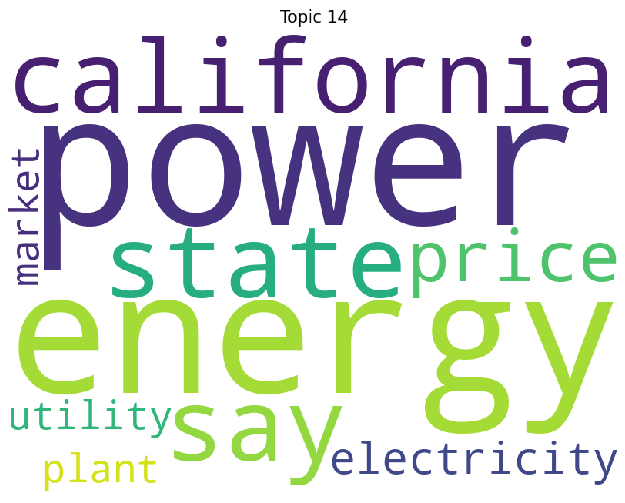 Topic 14
california
power
market
state
price
energy
utility
say
electricity
plant